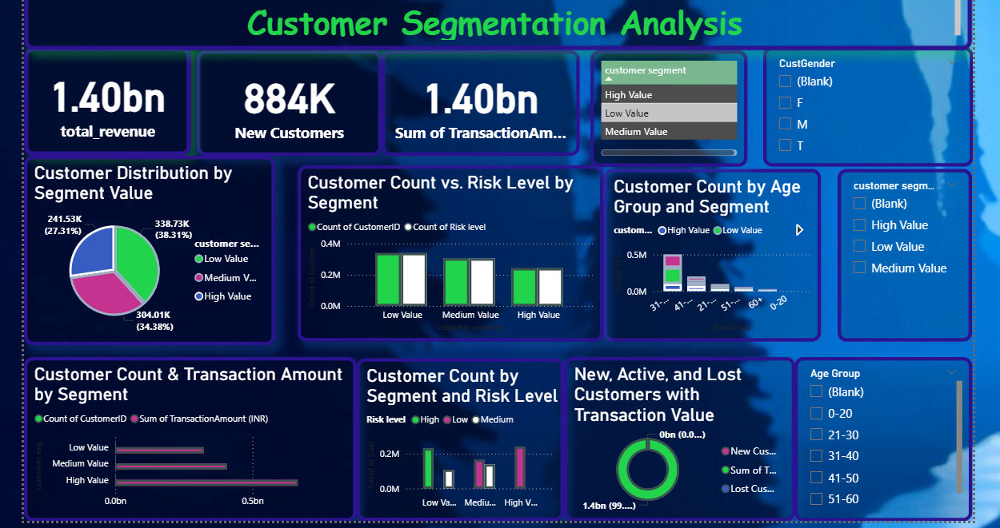 Customer Segmentation Analysis
1.40bn
total_revenue
884K
New Customers
1.40bn
Sum of TransactionAm...
customer segment
High Value
Low Value
Medium Value
CustGender
(Blank)
F
M
T
Customer Distribution by
Segment Value
241.53K
(27.31%)
338.73K
(38.31%)
304.01K
(34.38%)
customer se...
Low Value
Medium V...
High Value
Customer Count vs. Risk Level by
Segment
Count of CustomerID Count of Risk level
Count of Custom...
0.4M
0.2M
0.0M
Low Value Medium Value High Value
customer segment
Customer Count by Age
Group and Segment
custom... High Value Low Value
Count of C...
0.5M
0.0M
31-... 41-... 21-... 51-... 60+ 0-20
Age Group
customer segm...
(Blank)
High Value
Low Value
Medium Value
Customer Count & Transaction Amount
by Segment
Count of CustomerID Sum of TransactionAmount (INR)
customer seg...
Low Value
Medium Value
High Value
0.0bn 0.5bn
Customer Count by
Segment and Risk Level
Risk level High Low Medium
Count of Cust...
0.2M
0.0M
Low Va... Mediu... High V...
New, Active, and Lost
Customers with
Transaction Value
0bn (0.0...)
1.4bn (99....)
New Cus...
Sum of T...
Lost Cus...
Age Group
(Blank)
0-20
21-30
31-40
41-50
51-60